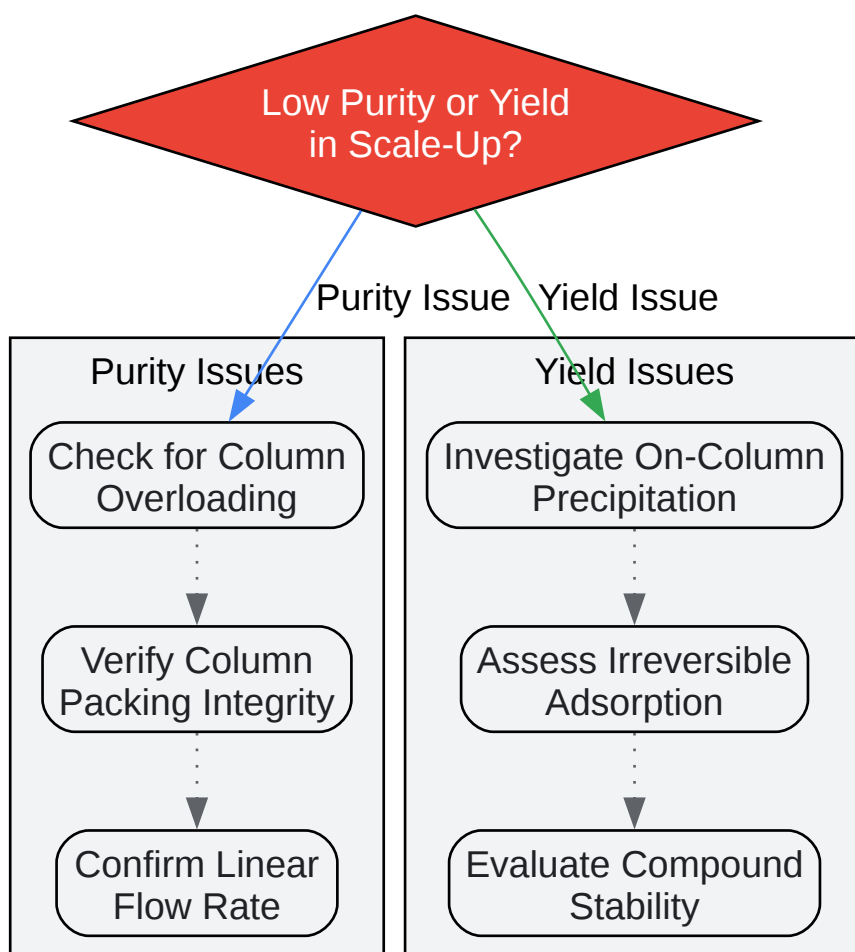 Low Purity or Yield
in Scale-Up?
Purity Issue
Yield Issue
Purity Issues
Check for Column
Overloading
Verify Column
Packing Integrity
Confirm Linear
Flow Rate
Yield Issues
Investigate On-Column
Precipitation
Assess Irreversible
Adsorption
Evaluate Compound
Stability